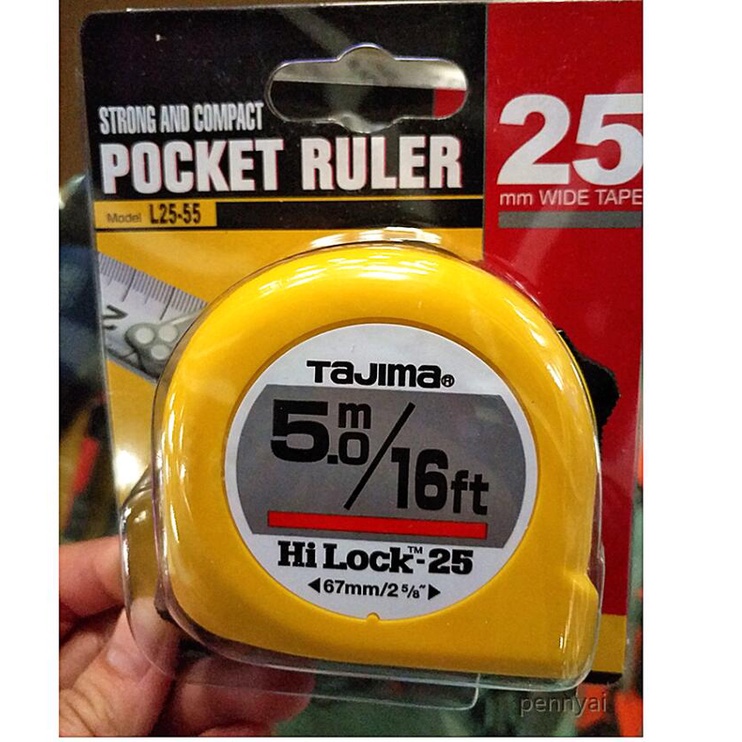 STRONG AND COMPACT
POCKET RULER
Model L25-55
25
mm WIDE TAPE
2
TaJIma®
5.0m/16ft
Hi Lock™-25
◀67mm/2 5/8"▶
pennyai